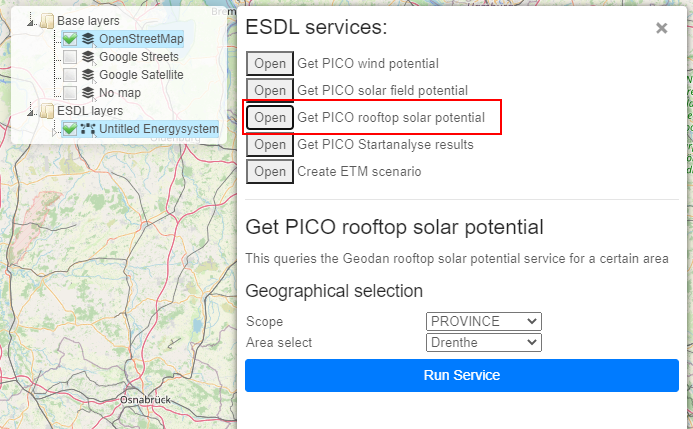 Base layers
OpenStreetMap
Google Streets
Google Satellite
No map
ESDL layers
Untitled Energysystem
Osnabrück
ESDL services:
×
Open Get PICO wind potential
Open Get PICO solar field potential
Open Get PICO rooftop solar potential
Open Get PICO Startanalyse results
Open Create ETM scenario
Get PICO rooftop solar potential
This queries the Geodan rooftop solar potential service for a certain area
Geographical selection
Scope PROVINCE
Area select Drenthe
Run Service